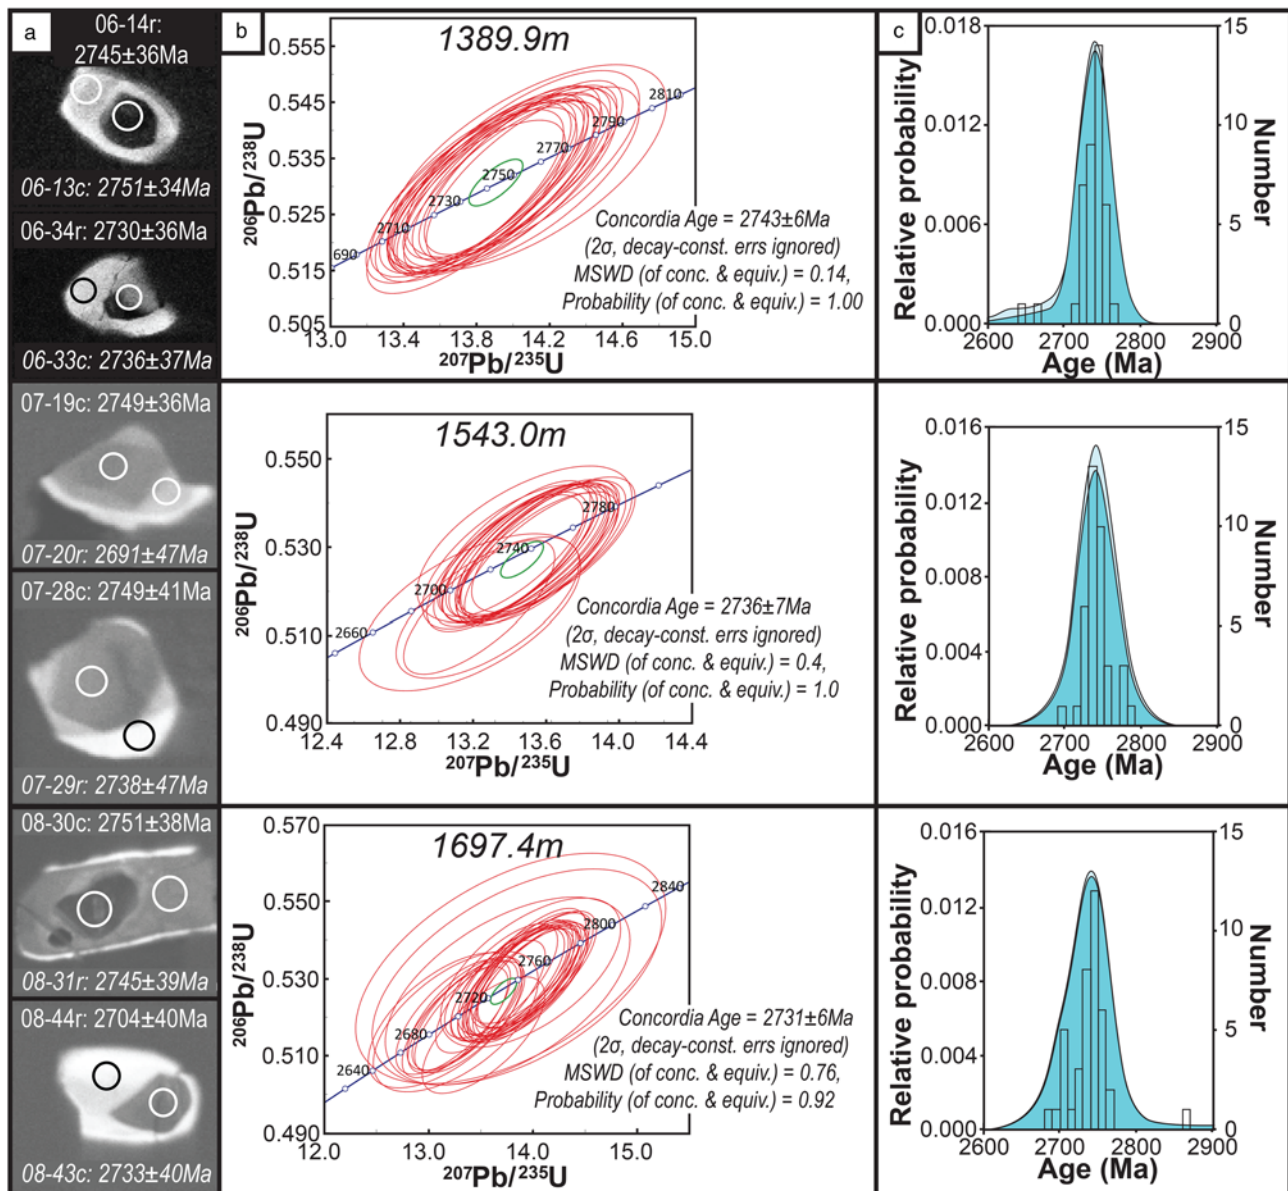 a
06-14r:
2745±36Ma
06-13c: 2751±34Ma
06-34r: 2730±36Ma
06-33c: 2736±37Ma
07-19c: 2749±36Ma
07-20r: 2691±47Ma
07-28c: 2749±41Ma
07-29r: 2738±47Ma
08-30c: 2751±38Ma
08-31r: 2745±39Ma
08-44r: 2704±40Ma
08-43c: 2733±40Ma
b
1389.9m
206Pb/238U
0.555
0.545
0.535
0.525
0.515
0.505
690
2710
2730
2750
2770
2790
2810
Concordia Age = 2743±6Ma
(2σ, decay-const. errs ignored)
MSWD (of conc. & equiv.) = 0.14,
Probability (of conc. & equiv.) = 1.00
13.0 13.4 13.8 14.2 14.6 15.0
207Pb/235U
1543.0m
206Pb/238U
0.550
0.530
0.510
0.490
2660
2700
2740
2780
Concordia Age = 2736±7Ma
(2σ, decay-const. errs ignored)
MSWD (of conc. & equiv.) = 0.4,
Probability (of conc. & equiv.) = 1.0
12.4 12.8 13.2 13.6 14.0 14.4
207Pb/235U
1697.4m
206Pb/238U
0.570
0.550
0.530
0.510
0.490
2640
2680
2720
2760
2800
2840
Concordia Age = 2731±6Ma
(2σ, decay-const. errs ignored)
MSWD (of conc. & equiv.) = 0.76,
Probability (of conc. & equiv.) = 0.92
12.0 13.0 14.0 15.0
207Pb/235U
c
Relative probability
0.018
0.012
0.006
0.000
15
10
5
0
Number
2600 2700 2800 2900
Age (Ma)
Relative probability
0.016
0.012
0.008
0.004
0.000
15
10
5
0
Number
2600 2700 2800 2900
Age (Ma)
Relative probability
0.016
0.012
0.008
0.004
0.000
15
10
5
0
Number
2600 2700 2800 2900
Age (Ma)